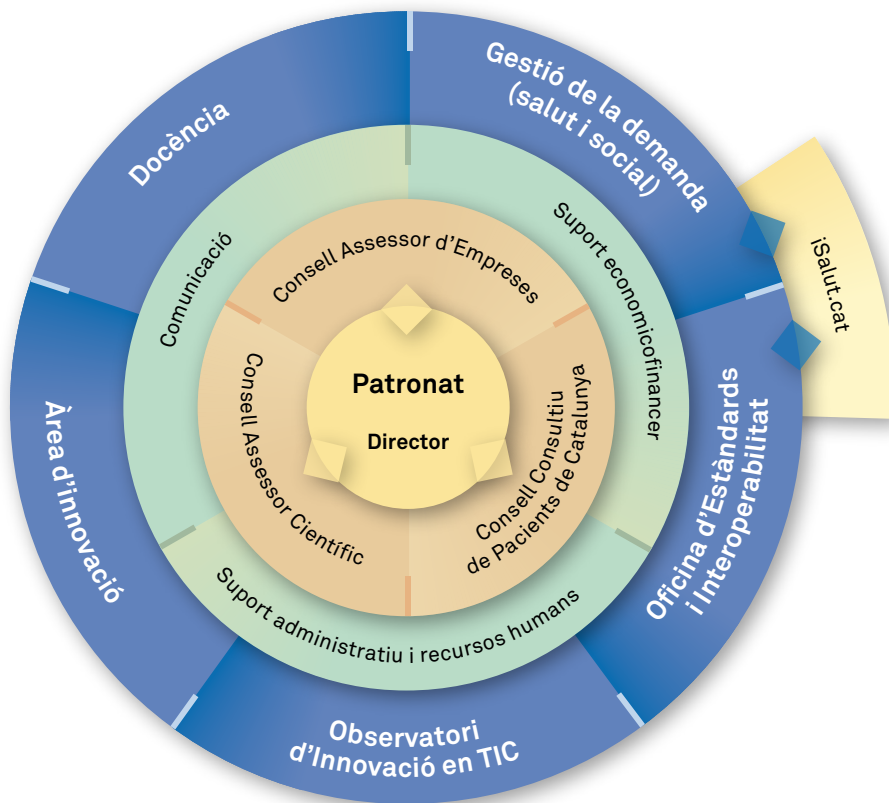 Gestió de la demanda
(salut i social)
Docència
iSalut.cat
Suport economicofinancer
Comunicació
Consell Assessor d'Empreses
Patronat
Director
Consell Consultiu
de Pacients de Catalunya
Consell Assessor Científic
Oficina d'Estàndards
i Interoperabilitat
Àrea d'innovació
Suport administratiu i recursos humans
Observatori
d'Innovació en TIC